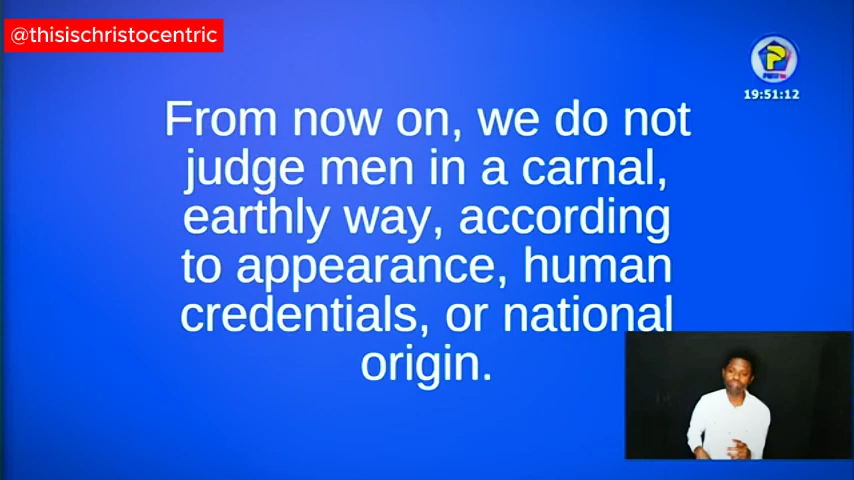 @thisischristocentric
19:51:12
From now on, we do not
judge men in a carnal,
earthly way, according
to appearance, human
credentials, or national
origin.